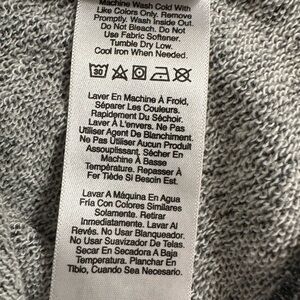 Machine Wash Cold With
Like Colors Only. Remove
Promptly. Wash Inside Out.
Do Not Bleach. Do Not
Use Fabric Softener.
Tumble Dry Low.
Cool Iron When Needed.
30
Laver En Machine À Froid,
Séparer Les Couleurs.
Rapidement Du Séchoir.
Laver À L'envers. Ne Pas
Utiliser Agent De Blanchiment.
Ne Pas Utiliser Aucun Produit
Assouplissant. Sécher En
Machine À Basse
Température. Repasser À
Fer Tiède Si Besoin Est.
Lavar A Máquina En Agua
Fría Con Colores Similares
Solamente. Retirar
Inmediatamente. Lavar Al
Revés. No Usar Blanqueador.
No Usar Suavizador De Telas.
Secar En Secadora A Baja
Temperatura. Planchar En
Tibio, Cuando Sea Necesario.